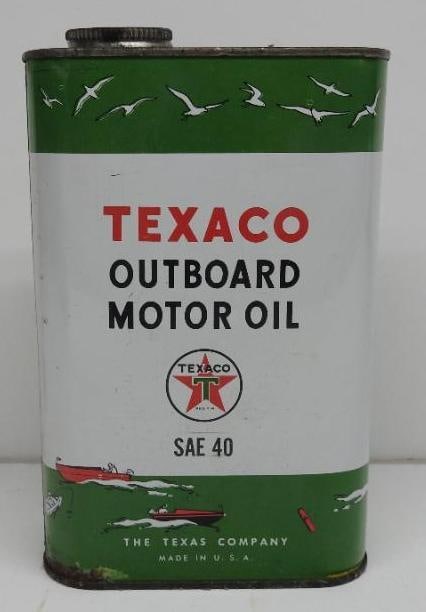 TEXACO
OUTBOARD
MOTOR OIL
TEXACO
T
SAE 40
THE TEXAS COMPANY
MADE IN U. S. A.